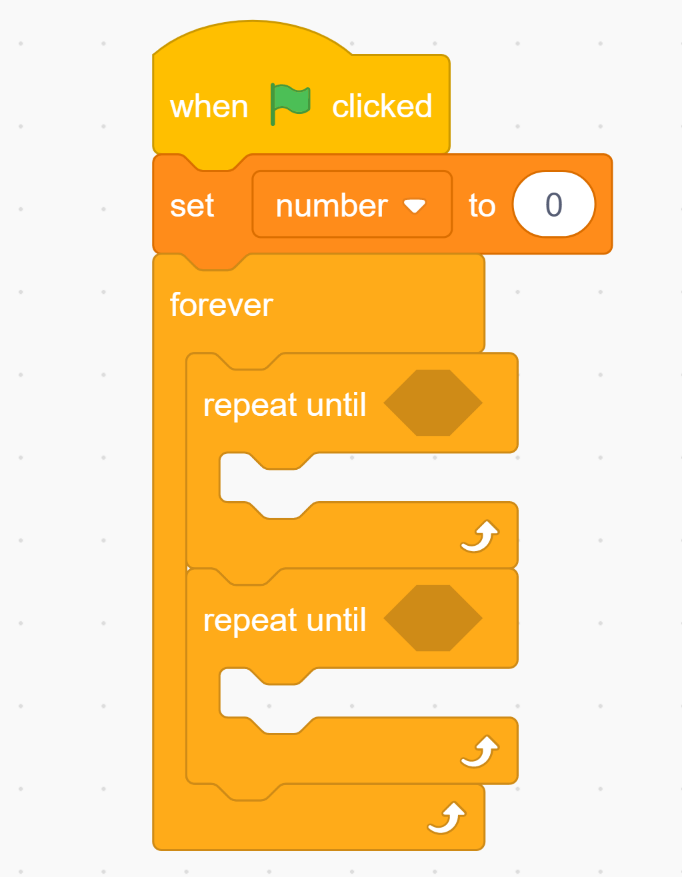 when clicked
set number to 0
forever
repeat until
repeat until